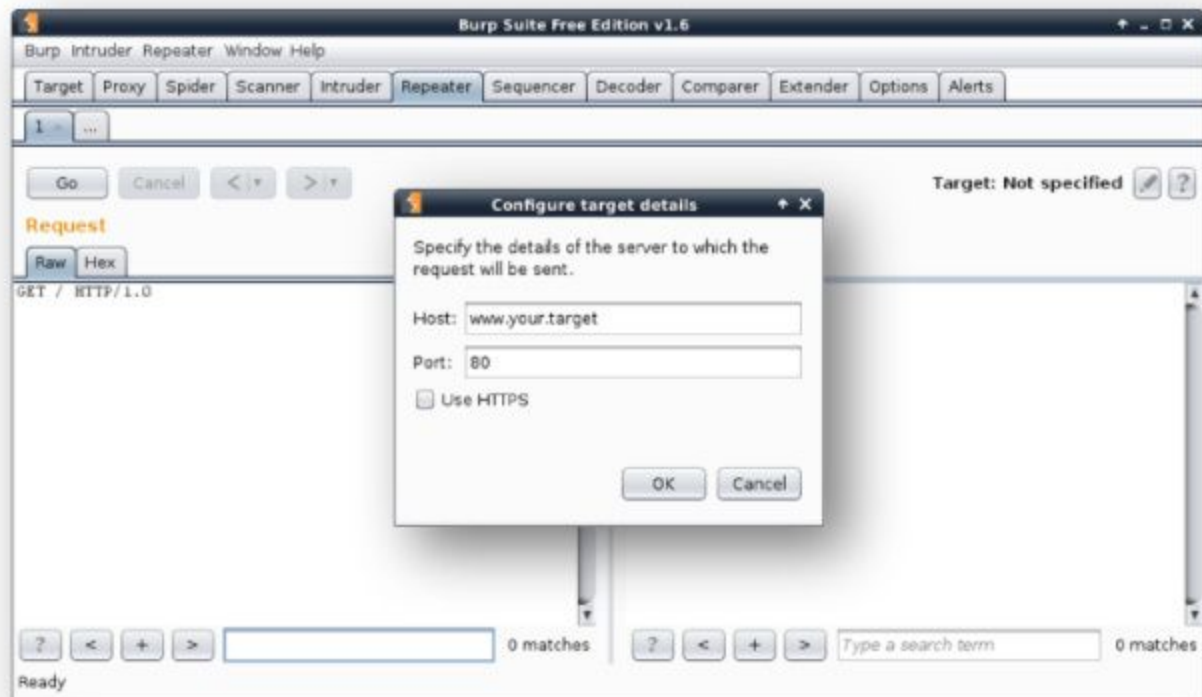 Burp Suite Free Edition v1.6
Burp Intruder Repeater Window Help
Target Proxy Spider Scanner Intruder Repeater Sequencer Decoder Comparer Extender Options Alerts
1 × ...
Go Cancel < > Target: Not specified ?
Request
Raw Hex
GET / HTTP/1.0
Configure target details
Specify the details of the server to which the
request will be sent.
Host: www.your.target
Port: 80
Use HTTPS
OK Cancel
? < + > 0 matches ? < + > Type a search term 0 matches
Ready